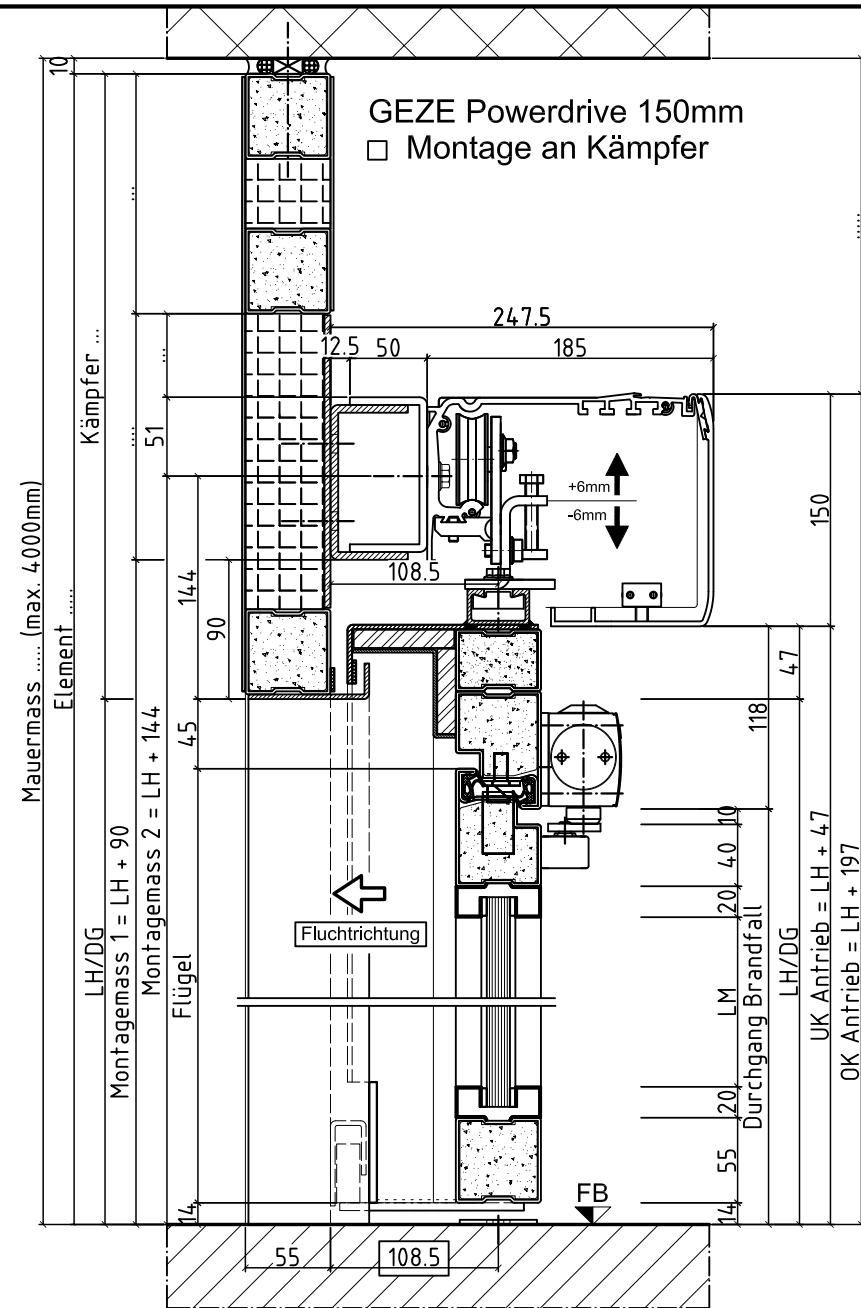 GEZE Powerdrive 150mm
□ Montage an Kämpfer
10
Mauermass ..... (max. 4000mm)
Element .....
Kämpfer ...
LH/DG
...
....
Montagemass 1 = LH + 90
Montagemass 2 = LH + 144
...
51
144
90
45
Flügel
14
247.5
12.5
50
185
+6mm
-6mm
108.5
150
47
118
10
40
20
LM
20
55
14
Durchgang Brandfall
LH/DG
UK Antrieb = LH + 47
OK Antrieb = LH + 197
.....
Fluchtrichtung
FB
55
108.5